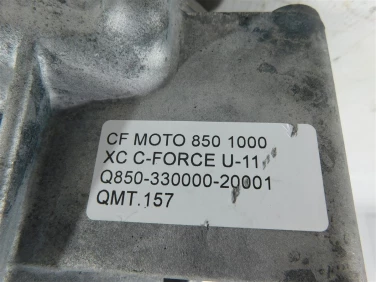 CF MOTO 850 1000
XC C-FORCE U-11
Q850-330000-20001
QMT.157